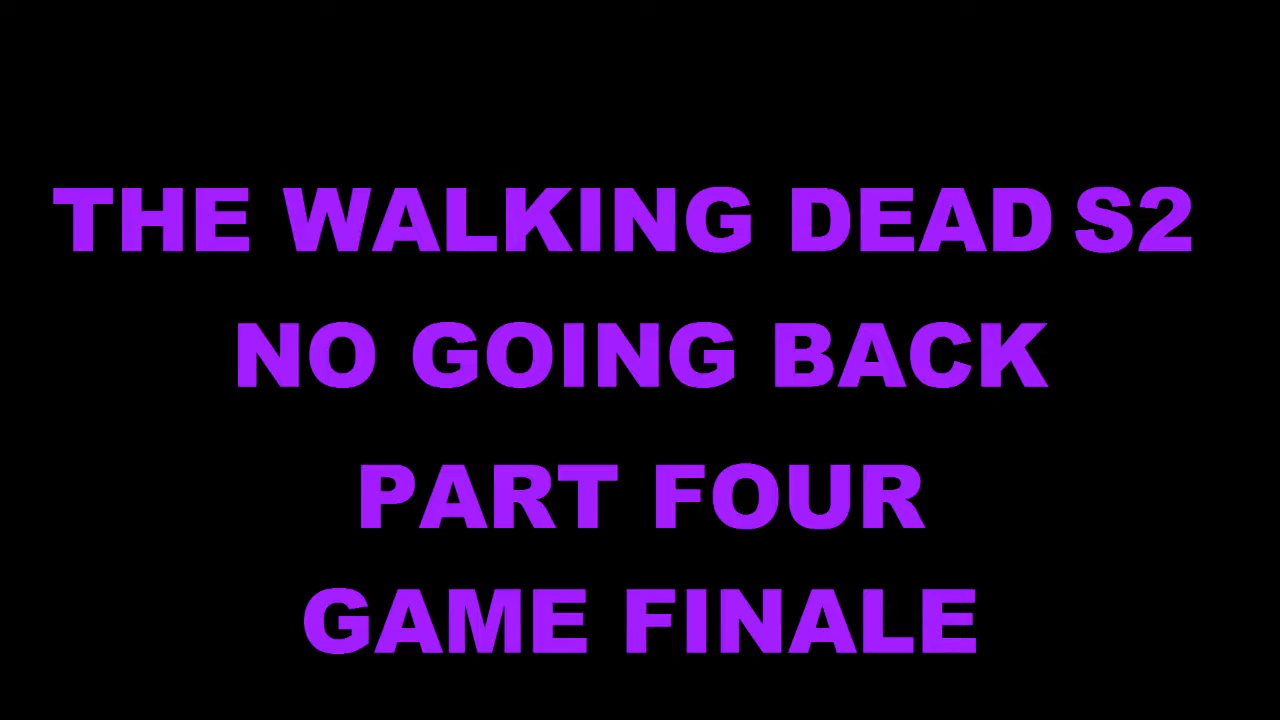 THE WALKING DEAD S2
NO GOING BACK
PART FOUR
GAME FINALE